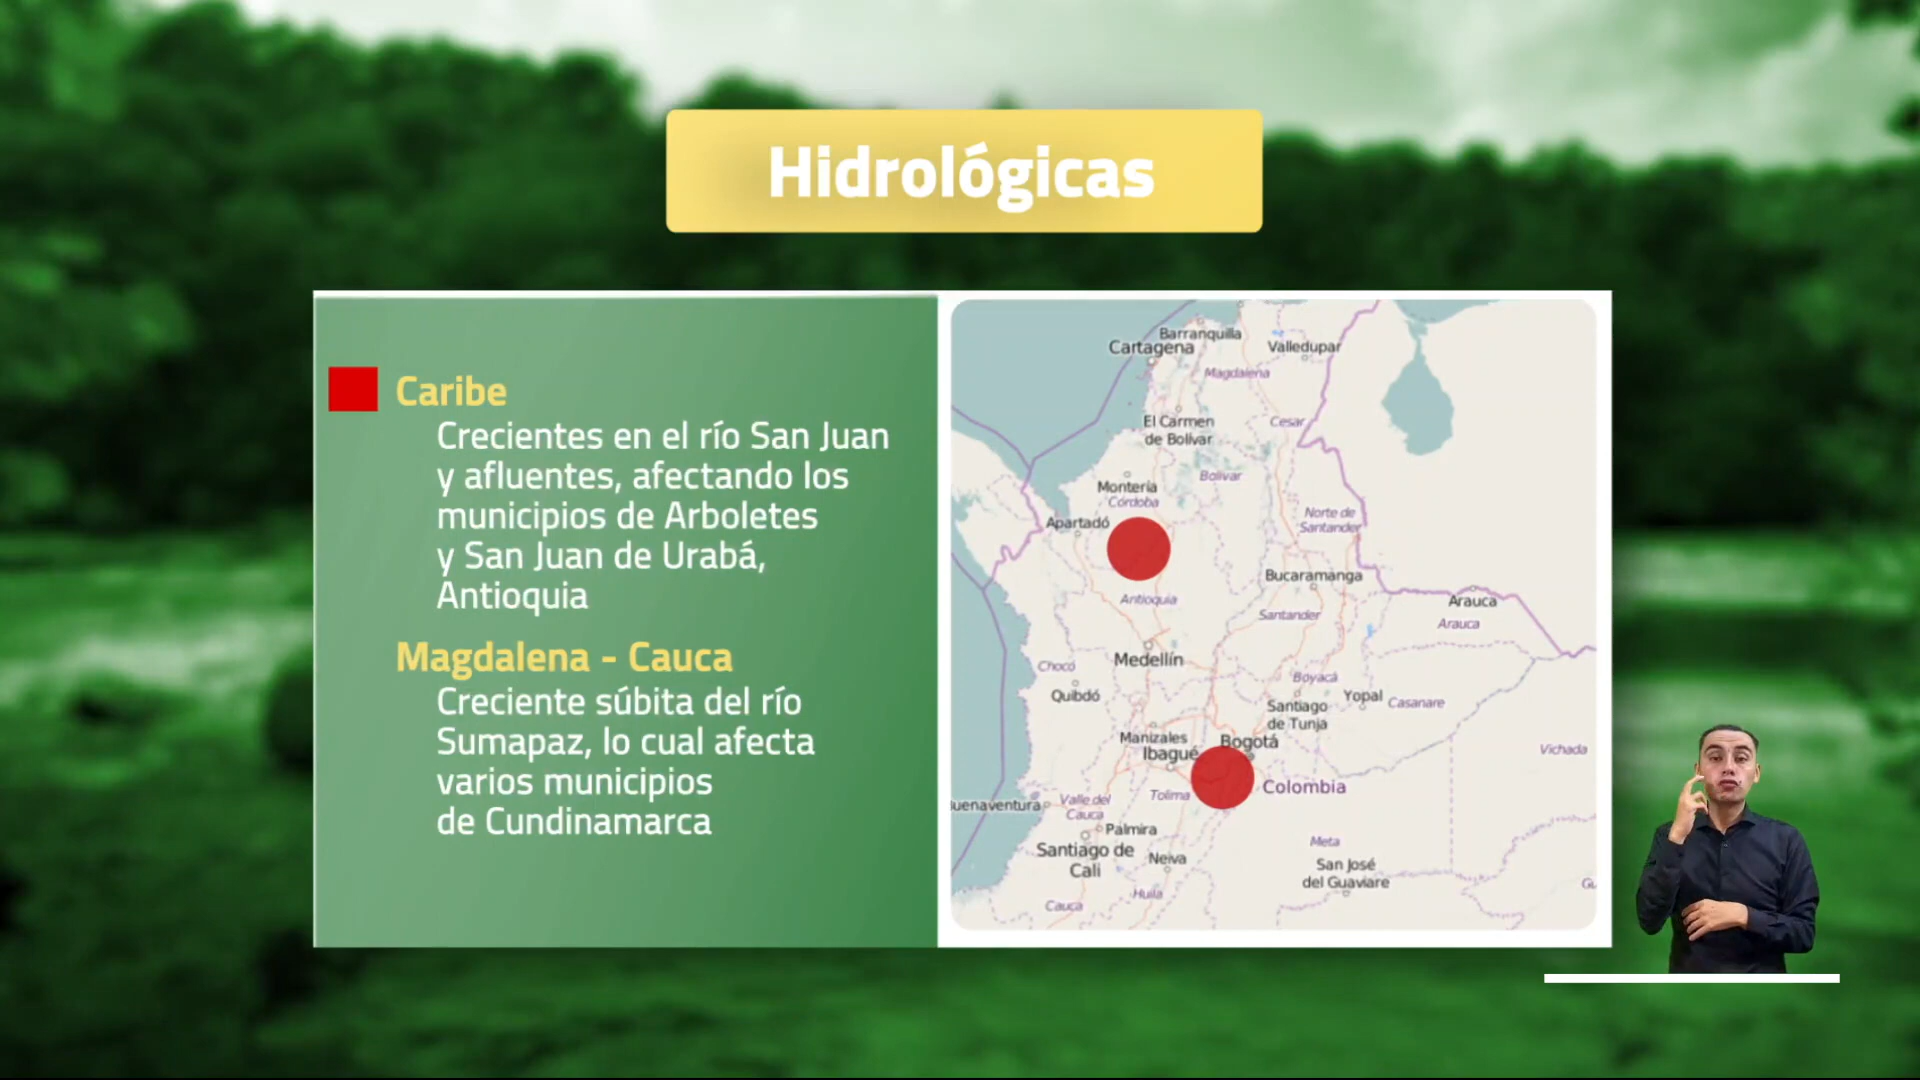 Hidrológicas
Caribe
Crecientes en el río San Juan
y afluentes, afectando los
municipios de Arboletes
y San Juan de Urabá,
Antioquia
Magdalena - Cauca
Creciente súbita del río
Sumapaz, lo cual afecta
varios municipios
de Cundinamarca
Barranquilla
Cartagena
Valledupar
Magdalena
El Carmen
de Bolívar
Cesar
Bolívar
Montería
Córdoba
Apartadó
Norte de
Santander
Bucaramanga
Antioquia
Santander
Arauca
Arauca
Medellín
Chocó
Quibdó
Boyacá
Yopal
Casanare
Santiago
de Tunja
Manizales
Bogotá
Ibagué
Vichada
Tolima
Colombia
uenaventura
Valle del
Cauca
Palmira
Santiago de
Cali
Neiva
Meta
San José
del Guaviare
Huila
Cauca
Gu